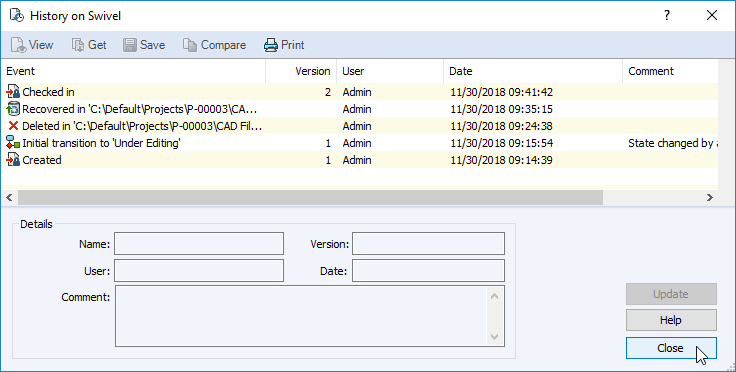 History on Swivel
View Get Save Compare Print
Event Version User Date Comment
Checked in 2 Admin 11/30/2018 09:41:42
Recovered in 'C:\Default\Projects\P-00003\CA... Admin 11/30/2018 09:35:15
Deleted in 'C:\Default\Projects\P-00003\CAD Fil... Admin 11/30/2018 09:24:38
Initial transition to 'Under Editing' 1 Admin 11/30/2018 09:15:54 State changed by a
Created 1 Admin 11/30/2018 09:14:39
Details
Name: Version:
User: Date:
Comment:
Update
Help
Close